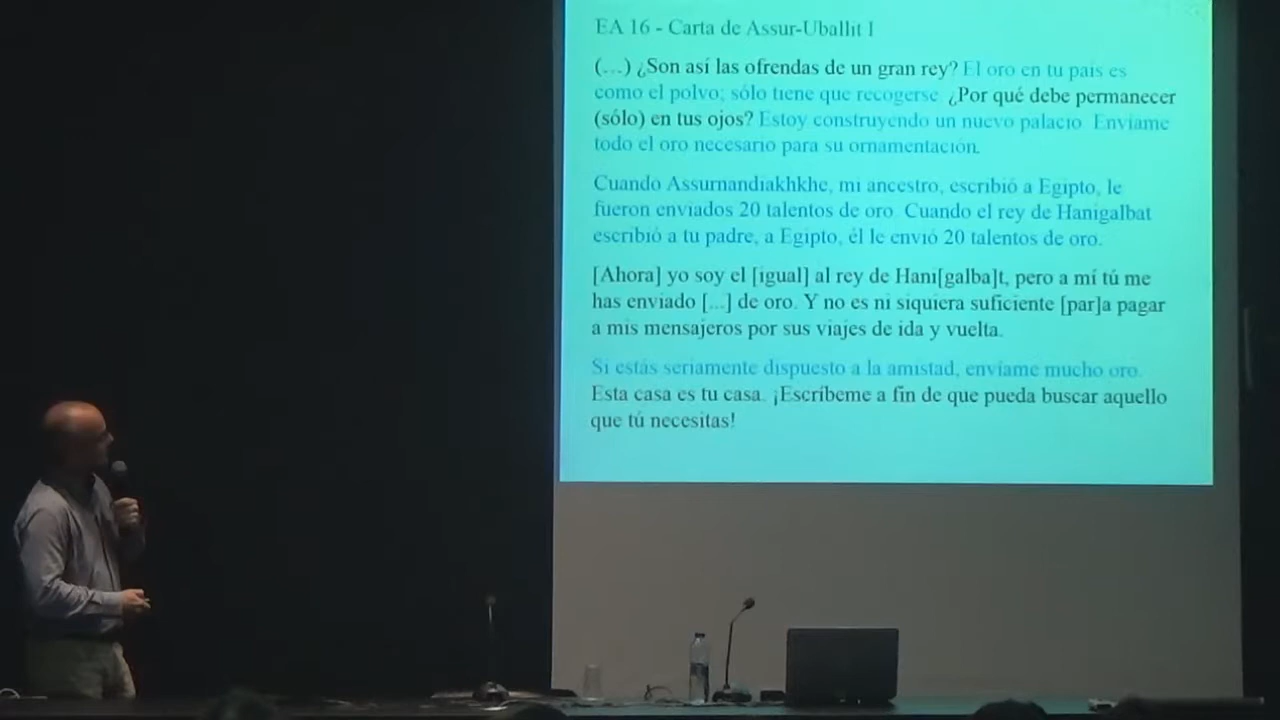 EA 16 - Carta de Assur-Uballit I
(...) ¿Son así las ofrendas de un gran rey? El oro en tu país es
como el polvo; sólo tiene que recogerse. ¿Por qué debe permanecer
(sólo) en tus ojos? Estoy construyendo un nuevo palacio. Envíame
todo el oro necesario para su ornamentación.
Cuando Assurnandiakhkhe, mi ancestro, escribió a Egipto, le
fueron enviados 20 talentos de oro. Cuando el rey de Hanigalbat
escribió a tu padre, a Egipto, él le envió 20 talentos de oro.
[Ahora] yo soy el [igual] al rey de Hani[galba]t, pero a mí tú me
has enviado [...] de oro. Y no es ni siquiera suficiente [par]a pagar
a mis mensajeros por sus viajes de ida y vuelta.
Si estás seriamente dispuesto a la amistad, envíame mucho oro.
Esta casa es tu casa. ¡Escríbeme a fin de que pueda buscar aquello
que tú necesitas!